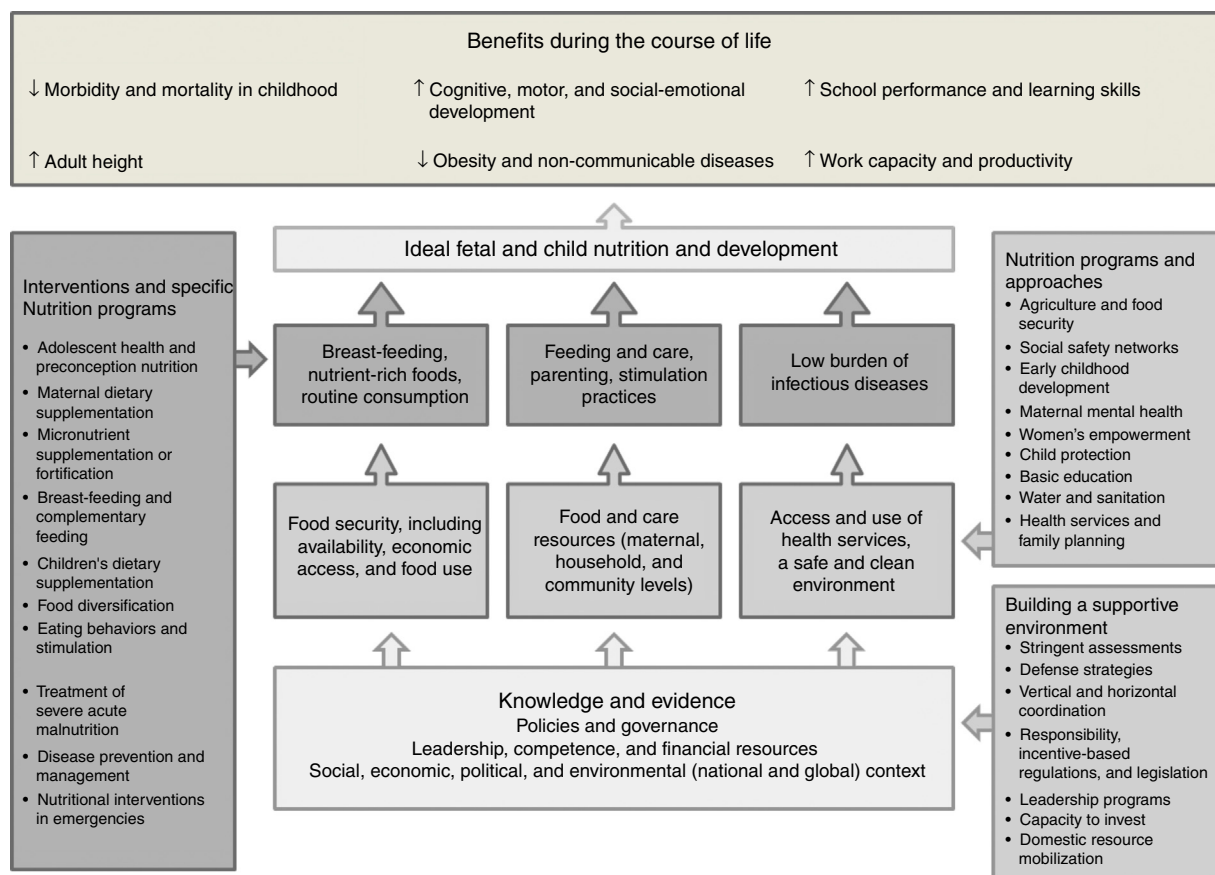 Benefits during the course of life
↓ Morbidity and mortality in childhood
↑ Cognitive, motor, and social-emotional
development
↑ School performance and learning skills
↑ Adult height
↓ Obesity and non-communicable diseases
↑ Work capacity and productivity
Ideal fetal and child nutrition and development
Interventions and specific
Nutrition programs
• Adolescent health and
preconception nutrition
• Maternal dietary
supplementation
• Micronutrient
supplementation or
fortification
• Breast-feeding and
complementary
feeding
• Children's dietary
supplementation
• Food diversification
• Eating behaviors and
stimulation
• Treatment of
severe acute
malnutrition
• Disease prevention and
management
• Nutritional interventions
in emergencies
Breast-feeding,
nutrient-rich foods,
routine consumption
Feeding and care,
parenting, stimulation
practices
Low burden of
infectious diseases
Food security, including
availability, economic
access, and food use
Food and care
resources (maternal,
household, and
community levels)
Access and use of
health services,
a safe and clean
environment
Knowledge and evidence
Policies and governance
Leadership, competence, and financial resources
Social, economic, political, and environmental (national and global) context
Nutrition programs and
approaches
• Agriculture and food
security
• Social safety networks
• Early childhood
development
• Maternal mental health
• Women's empowerment
• Child protection
• Basic education
• Water and sanitation
• Health services and
family planning
Building a supportive
environment
• Stringent assessments
• Defense strategies
• Vertical and horizontal
coordination
• Responsibility,
incentive-based
regulations, and legislation
• Leadership programs
• Capacity to invest
• Domestic resource
mobilization